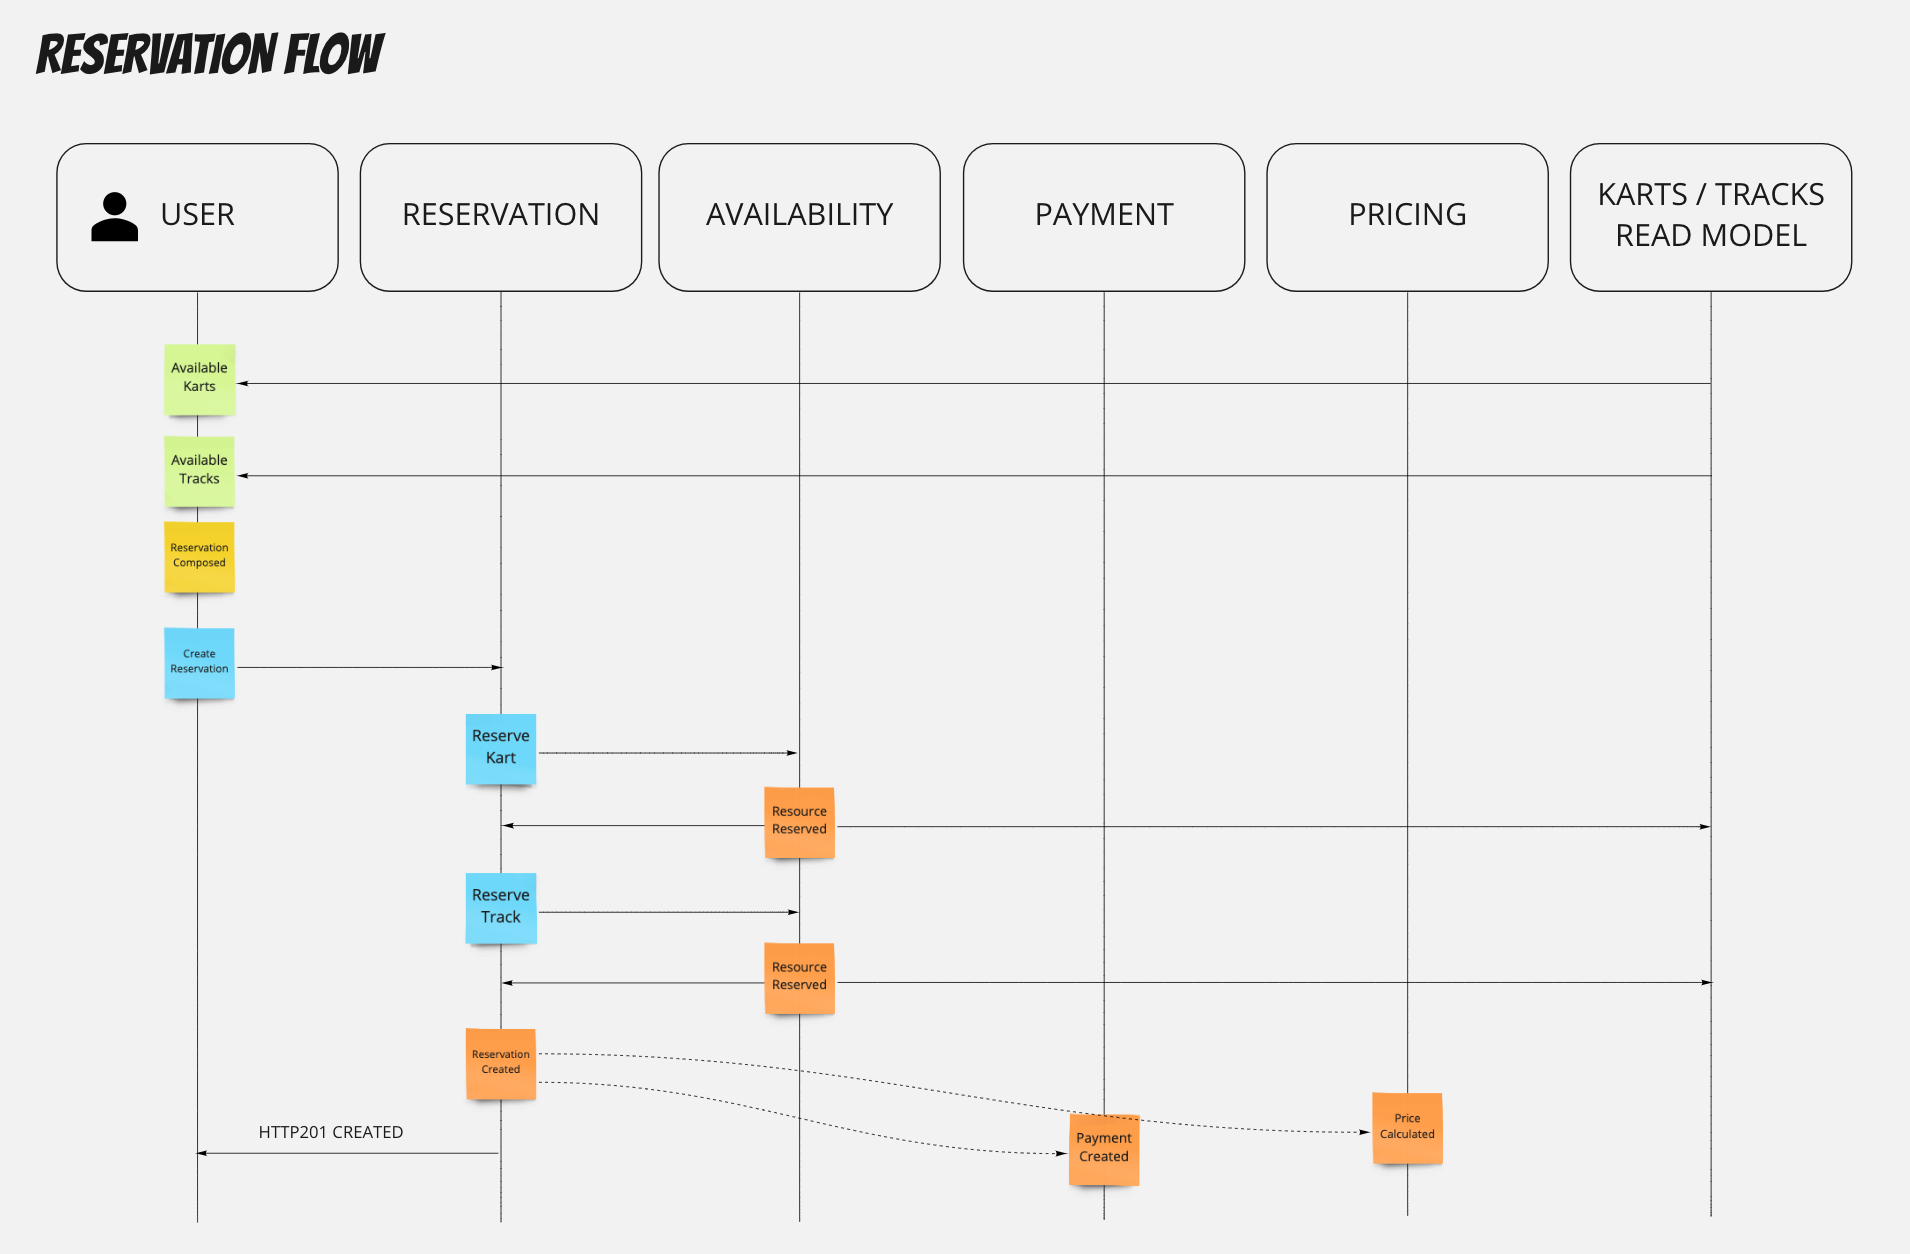 RESERVATION FLOW
USER
RESERVATION
AVAILABILITY
PAYMENT
PRICING
KARTS / TRACKS
READ MODEL
Available
Karts
Available
Tracks
Reservation
Composed
Create
Reservation
Reserve
Kart
Resource
Reserved
Reserve
Track
Resource
Reserved
Reservation
Created
HTTP201 CREATED
Payment
Created
Price
Calculated